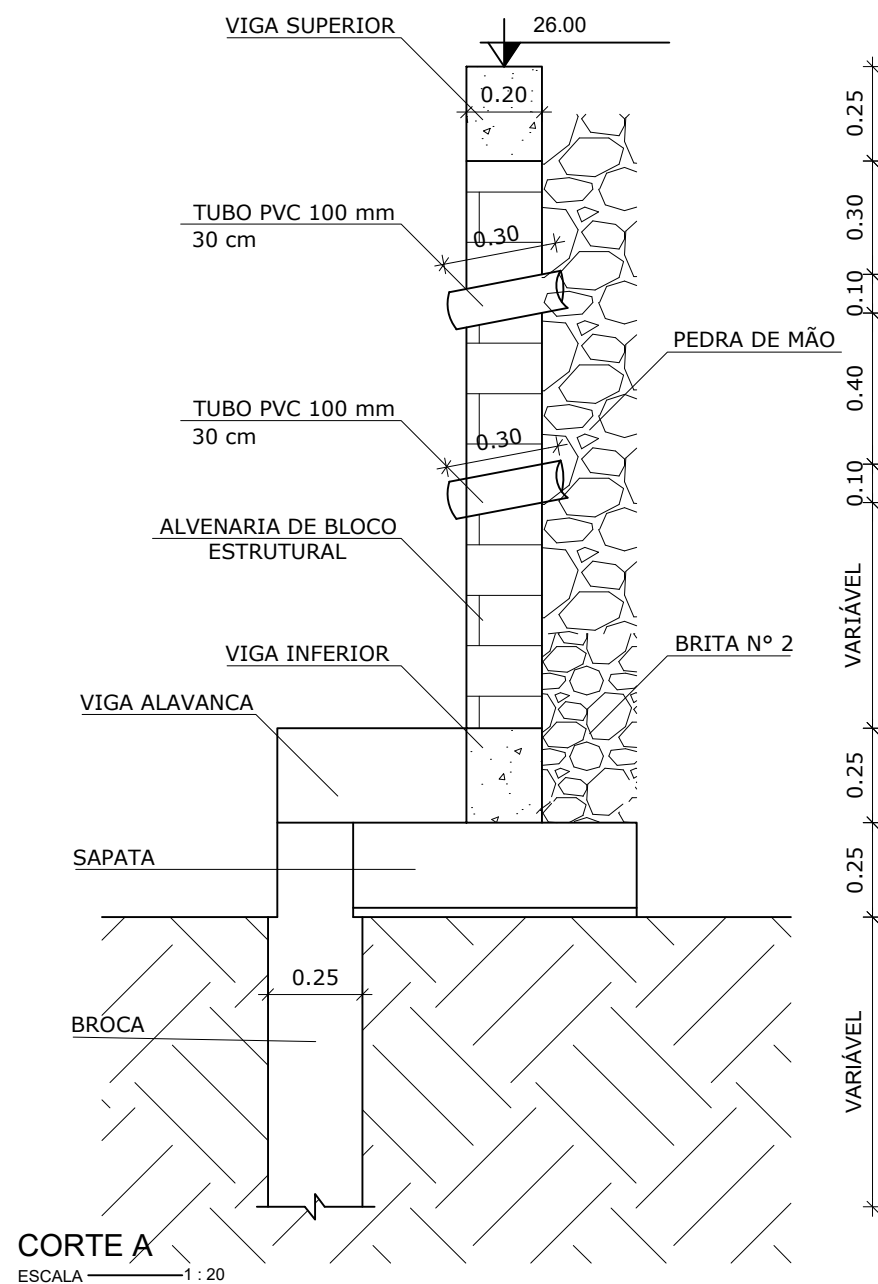 VIGA SUPERIOR
26.00
0.20
0.25
TUBO PVC 100 mm
30 cm
0.30
0.30
0.10
PEDRA DE MÃO
0.40
TUBO PVC 100 mm
30 cm
0.30
0.10
ALVENARIA DE BLOCO
ESTRUTURAL
VARIÁVEL
VIGA INFERIOR
BRITA N° 2
VIGA ALAVANCA
0.25
SAPATA
0.25
0.25
BROCA
VARIÁVEL
CORTE A
ESCALA 1 : 20